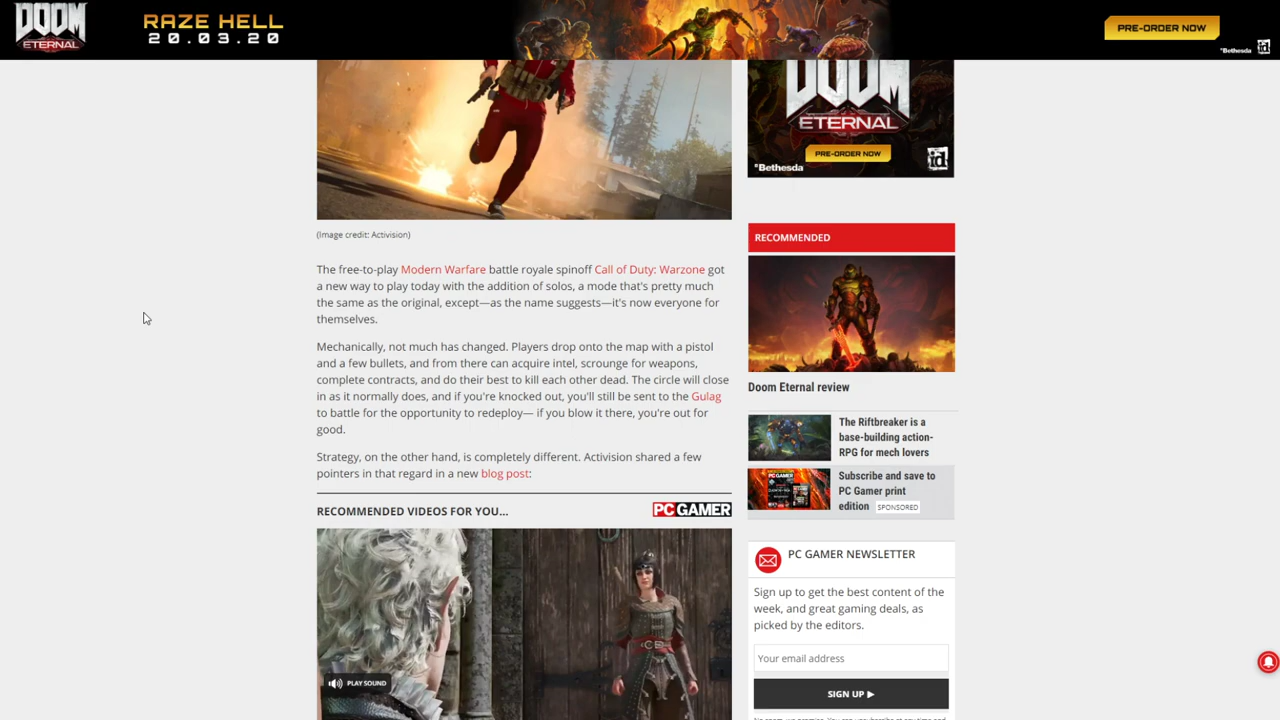 DOOM
ETERNAL
RAZE HELL
20.03.20
PRE-ORDER NOW
Bethesda
id
DOOM
ETERNAL
PRE-ORDER NOW
Bethesda
id
(Image credit: Activision)
The free-to-play Modern Warfare battle royale spinoff Call of Duty: Warzone got
a new way to play today with the addition of solos, a mode that's pretty much
the same as the original, except—as the name suggests—it's now everyone for
themselves.
Mechanically, not much has changed. Players drop onto the map with a pistol
and a few bullets, and from there can acquire intel, scrounge for weapons,
complete contracts, and do their best to kill each other dead. The circle will close
in as it normally does, and if you're knocked out, you'll still be sent to the Gulag
to battle for the opportunity to redeploy— if you blow it there, you're out for
good.
Strategy, on the other hand, is completely different. Activision shared a few
pointers in that regard in a new blog post:
RECOMMENDED VIDEOS FOR YOU...
PC GAMER
PLAY SOUND
RECOMMENDED
Doom Eternal review
The Riftbreaker is a
base-building action-
RPG for mech lovers
PC GAMER
Subscribe and save to
PC Gamer print
edition SPONSORED
PC GAMER NEWSLETTER
Sign up to get the best content of the
week, and great gaming deals, as
picked by the editors.
Your email address
SIGN UP ▶